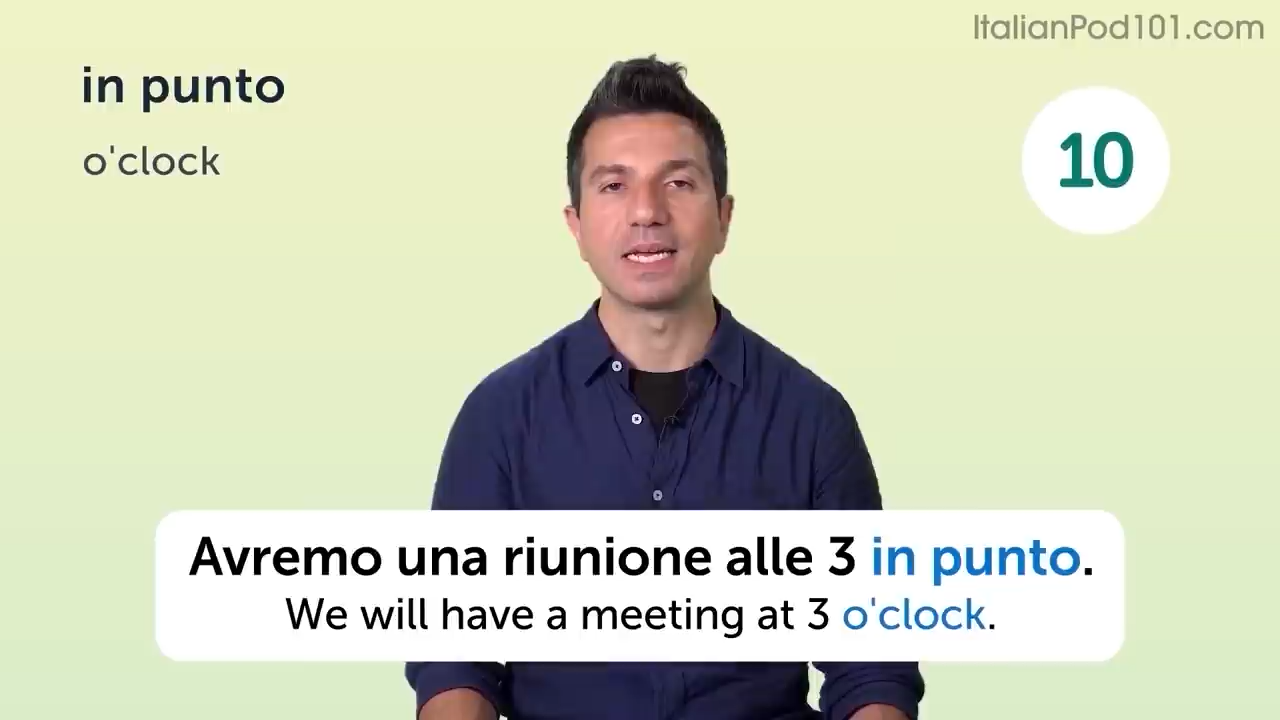 ItalianPod101.com
in punto
o'clock
10
Avremo una riunione alle 3 in punto.
We will have a meeting at 3 o'clock.